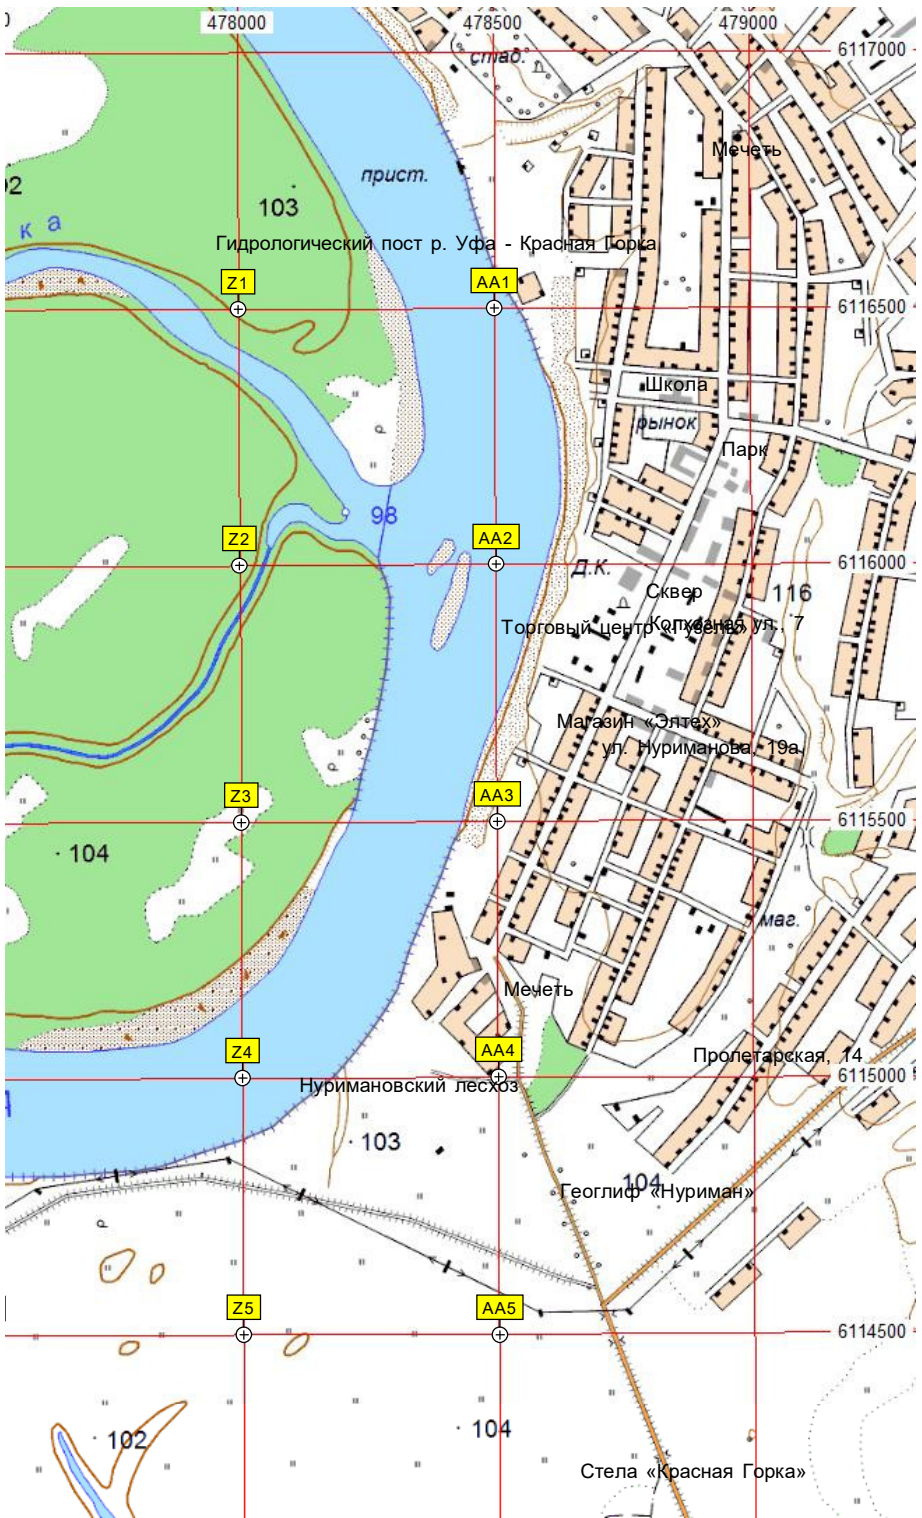 478000
478500
479000
стад.
6117000
Мечеть
прист.
103
ка
Гидрологический пост р. Уфа - Красная Горка
Z1
AA1
6116500
Школа
рынок
Парк
98
Z2
AA2
6116000
Д.К.
Сквер
116
Торговый центр
Колхозная ул., 7
Магазин «Элтех»
ул. Нуриманова, 19а
Z3
AA3
6115500
104
маг.
Мечеть
Z4
AA4
Пролетарская, 14
6115000
Нуримановский лесхоз
103
104
Геоглиф «Нуриман»
Z5
AA5
6114500
102
104
Стела «Красная Горка»